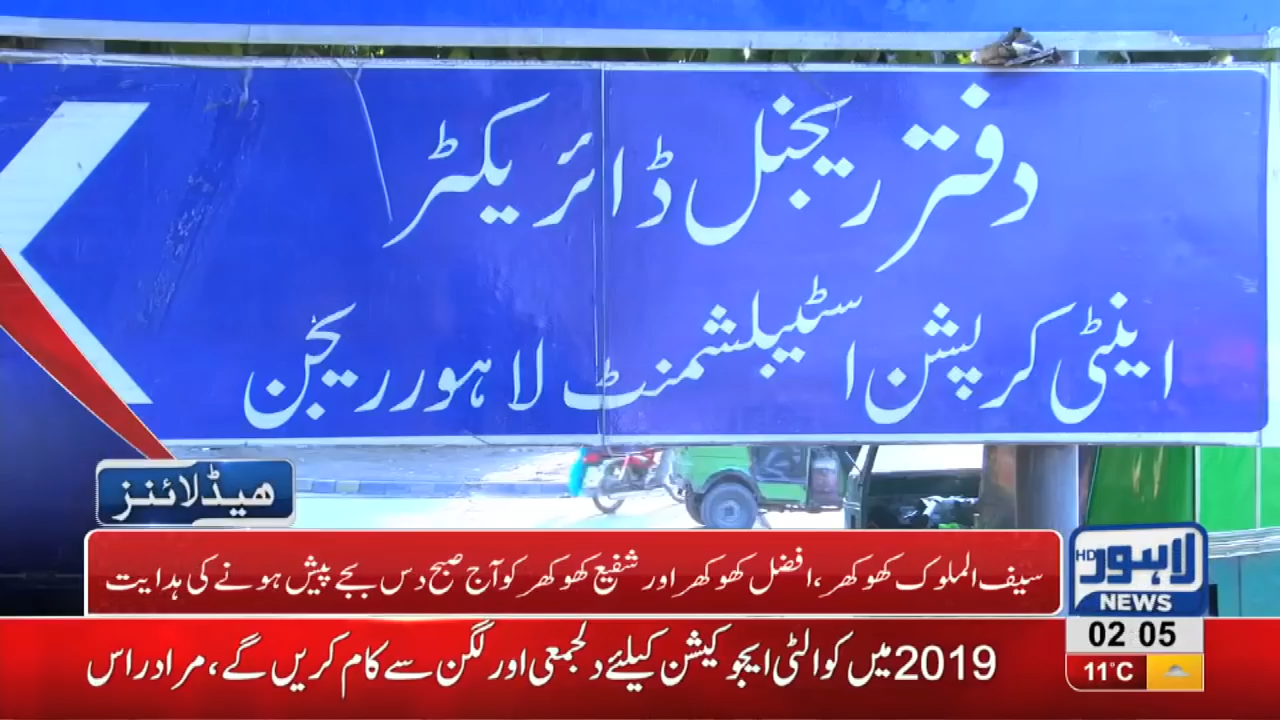 دفتر ریجنل ڈائریکٹر
اینٹی کرپشن اسٹیبلشمنٹ لاہور ریجن
ھیڈلائنز
سیف الملوک کھوکھر، افضل کھوکھر اور شفیع کھوکھر کو آج صبح دس بجے پیش ہونے کی ہدایت
لاہور HD
NEWS
02 05
2019 میں کوالٹی ایجوکیشن کیلئے دلجمعی اور لگن سے کام کریں گے، مراد راس
11°C